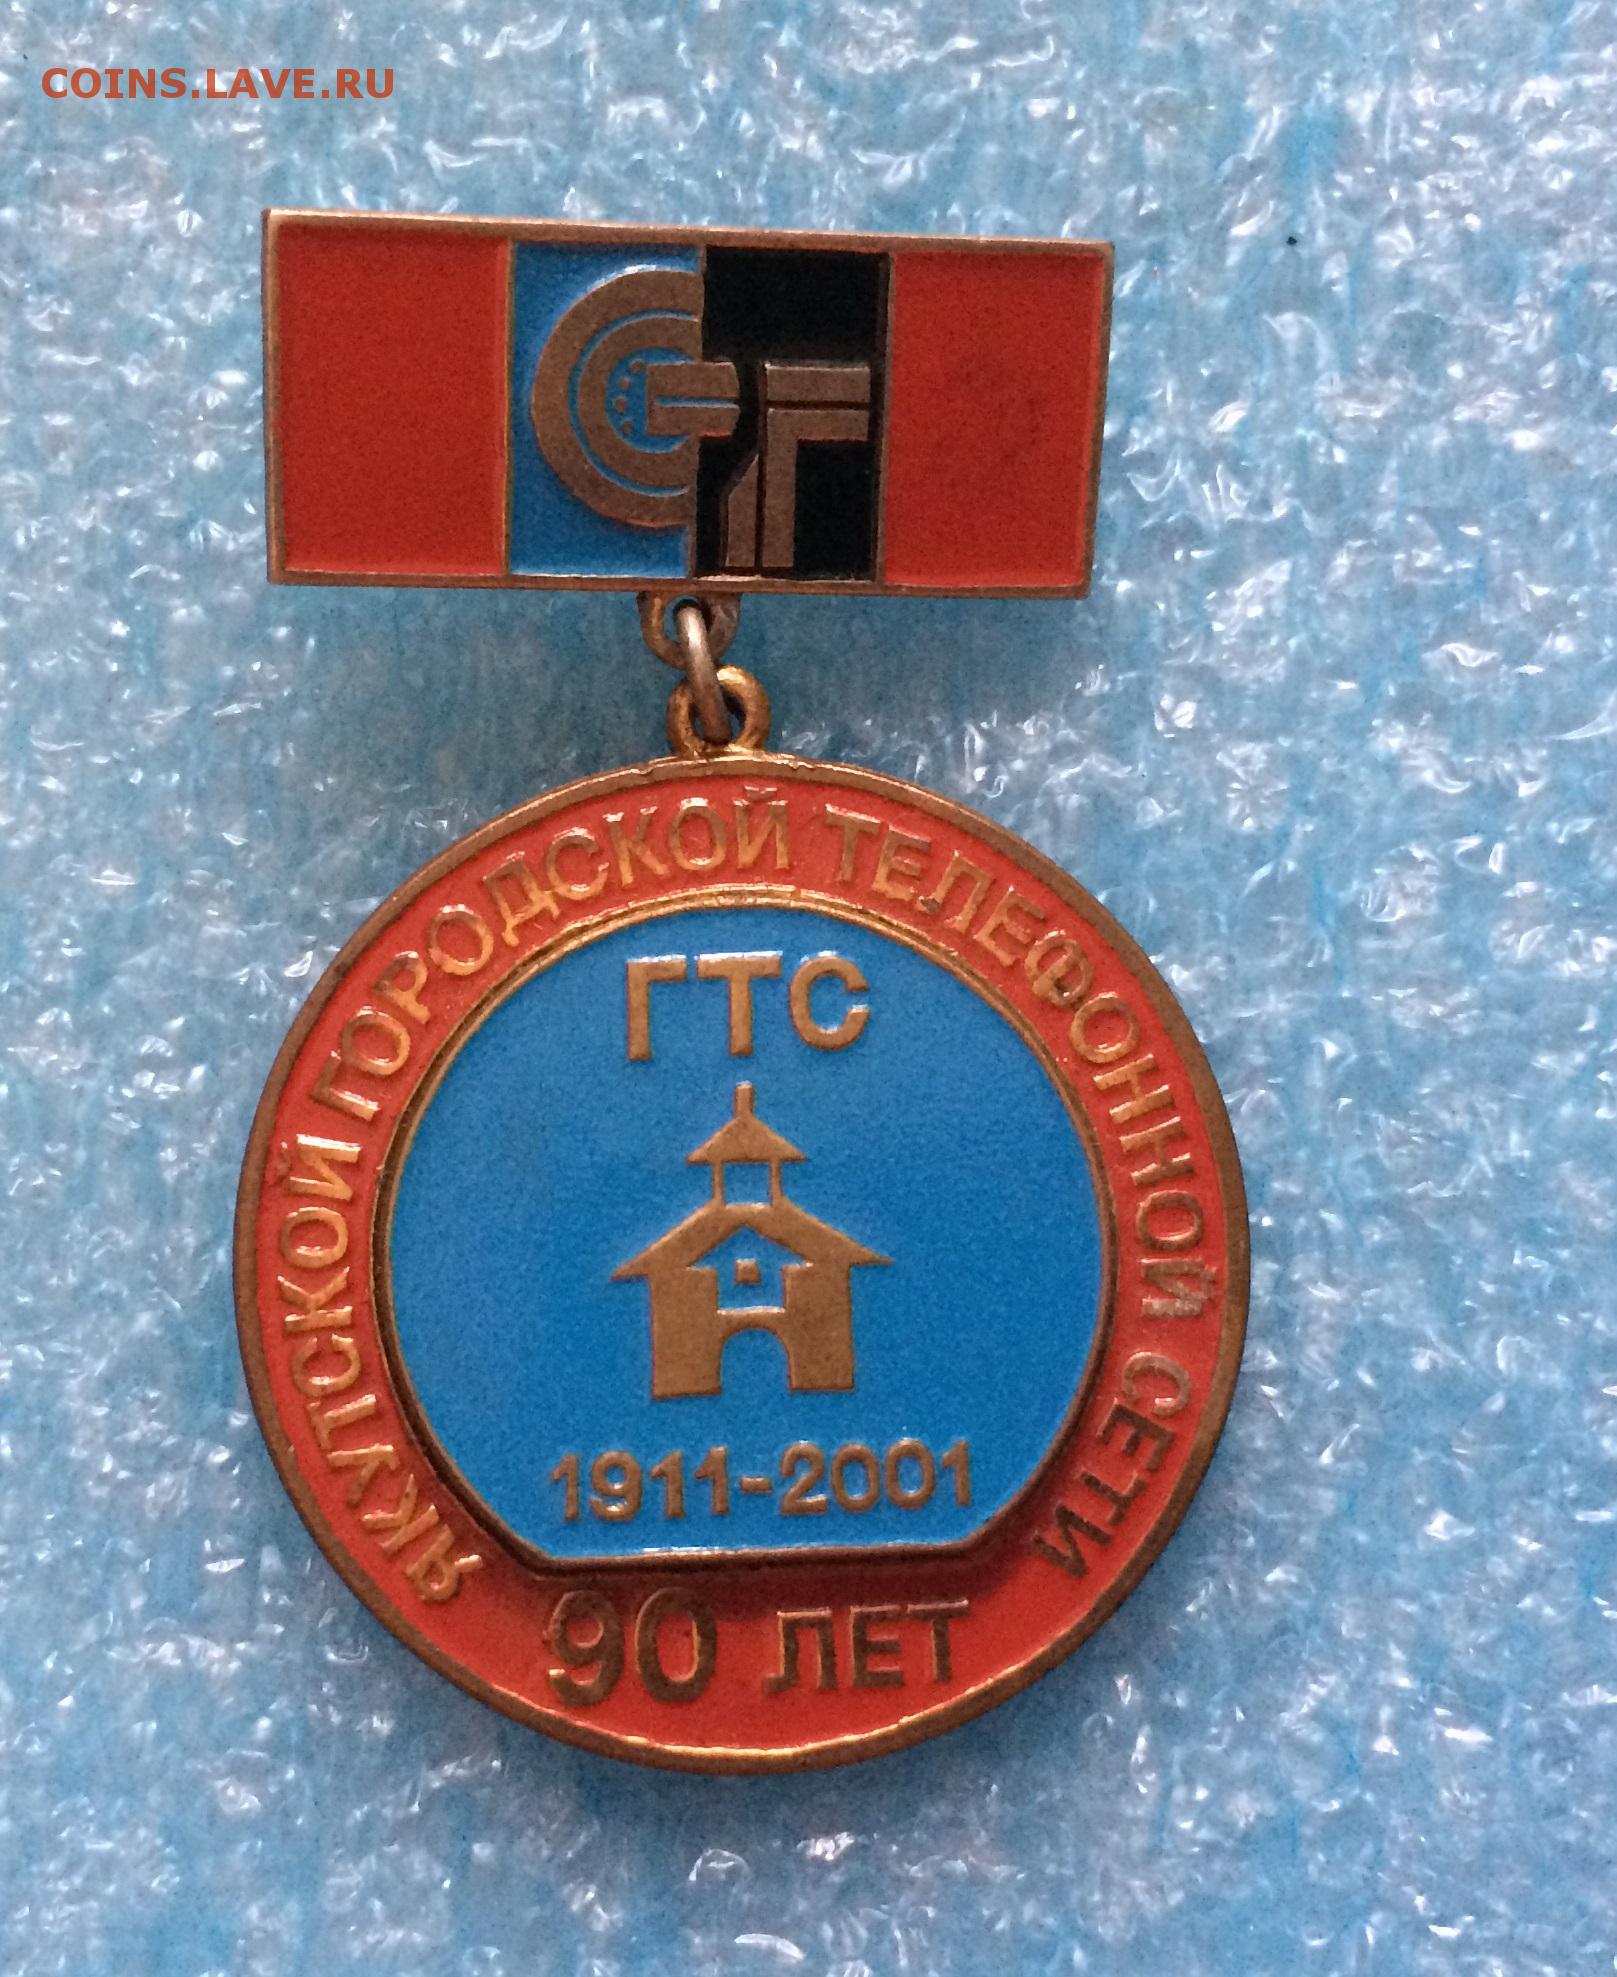 COINS.LAVE.RU
ЯКУТСКОЙ ГОРОДСКОЙ ТЕЛЕФОННОЙ СЕТИ
ГТС
1911-2001
90 ЛЕТ